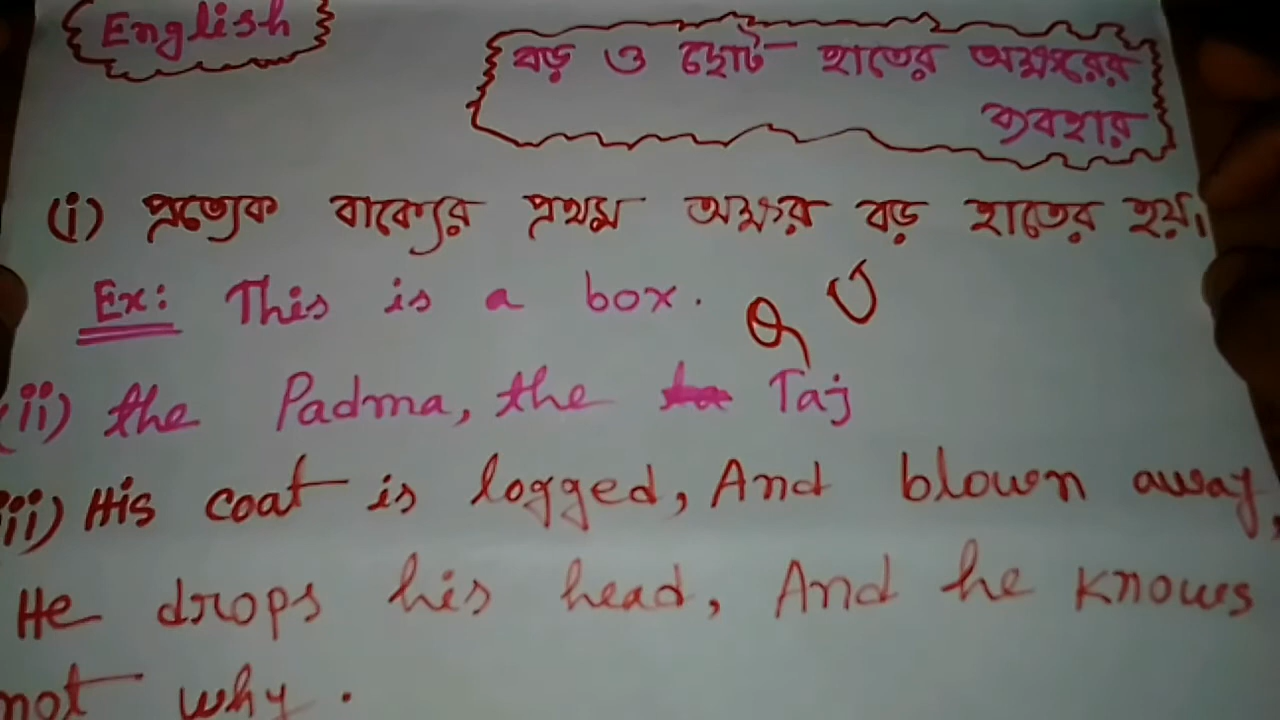 English
বড় ও ছোট হাতের অক্ষরের
ব্যবহার
(i) প্রত্যেক বাক্যের প্রথম অক্ষর বড় হাতের হয়।
Ex: This is a box.
(ii) the Padma, the Taj
iii) His coat is logged, And blown away,
He drops his head, And he knows
not why.